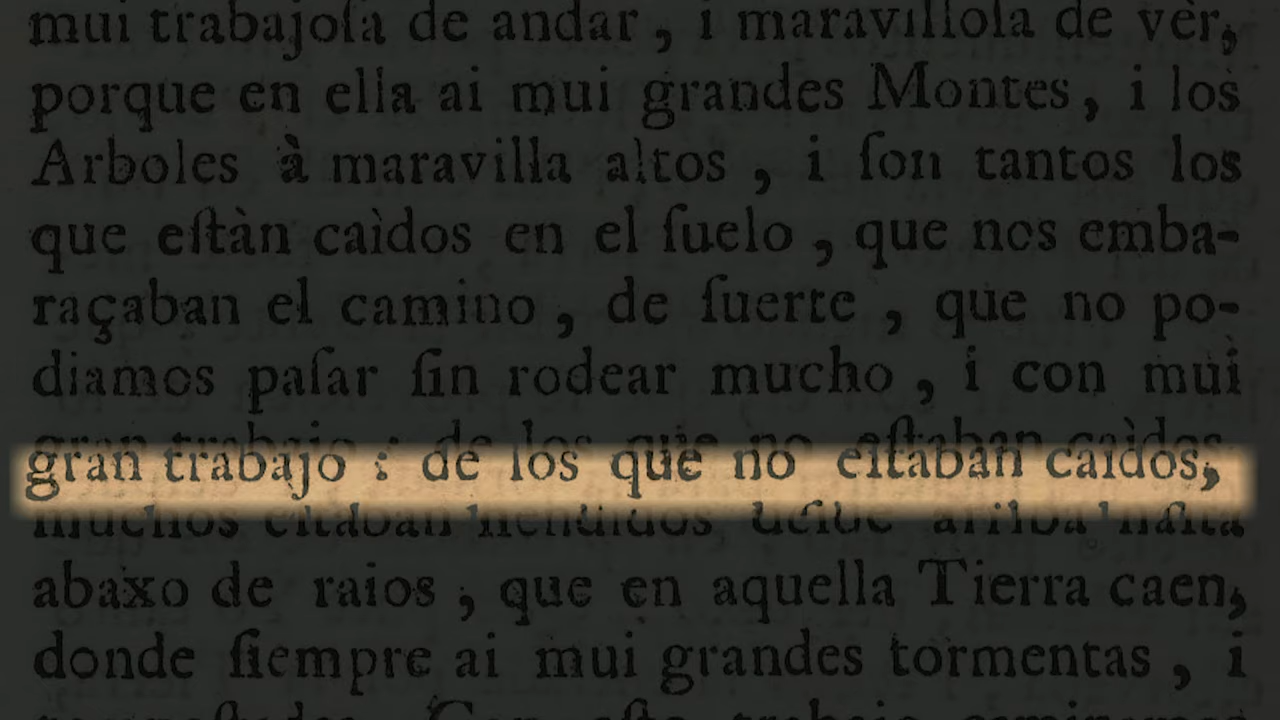 mui trabajoſa de andar , i maravilloſa de vèr,
porque en ella ai mui grandes Montes , i los
Arboles à maravilla altos , i ſon tantos los
que eſtàn caìdos en el ſuelo , que nos emba-
raçaban el camino , de ſuerte , que no po-
diamos paſar ſin rodear mucho , i con mui
gran trabajo : de los que no eſtaban caìdos,
muchos eſtaban hendidos deſde arriba haſta
abaxo de raios , que en aquella Tierra caen,
donde ſiempre ai mui grandes tormentas , i
Con eſte trabajo